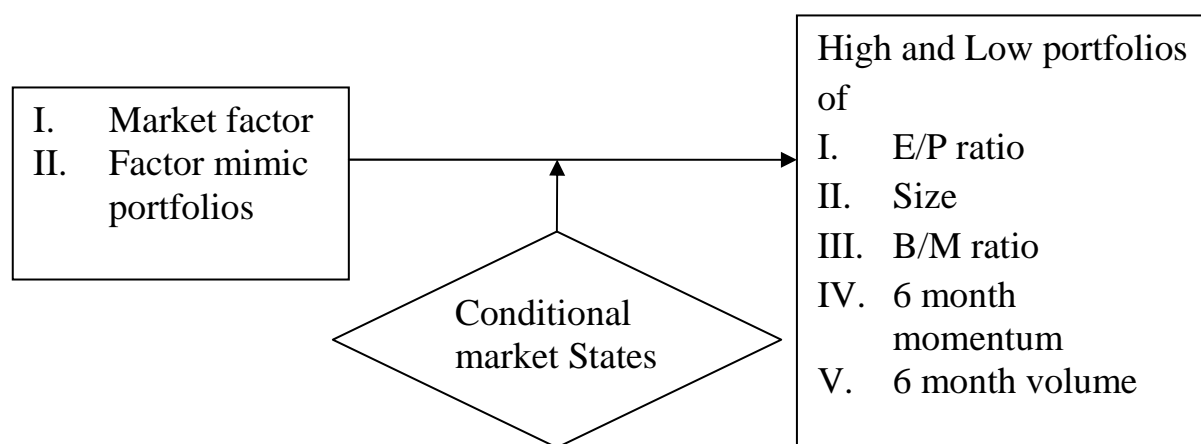 I. Market factor
II. Factor mimic
portfolios
Conditional
market States
High and Low portfolios
of
I. E/P ratio
II. Size
III. B/M ratio
IV. 6 month
momentum
V. 6 month volume